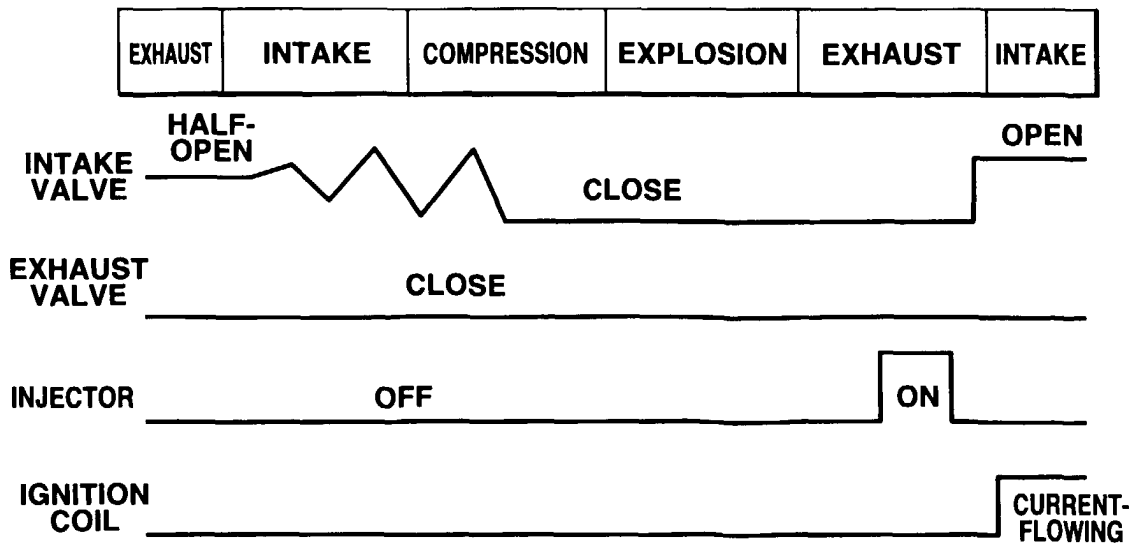 EXHAUST INTAKE COMPRESSION EXPLOSION EXHAUST INTAKE
HALF-
OPEN
OPEN
INTAKE
VALVE
CLOSE
EXHAUST
VALVE
CLOSE
INJECTOR
OFF
ON
IGNITION
COIL
CURRENT-
FLOWING